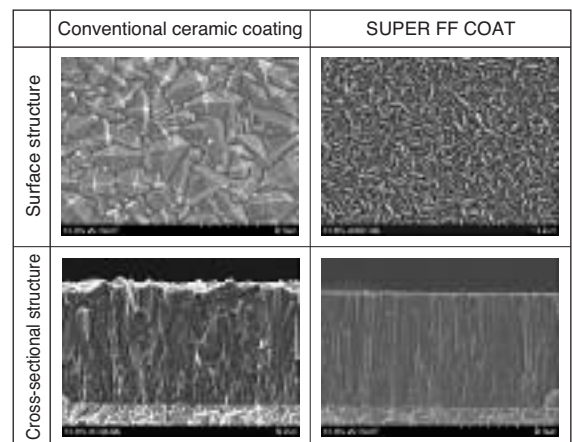 Conventional ceramic coating
SUPER FF COAT
Surface structure
Cross-sectional structure